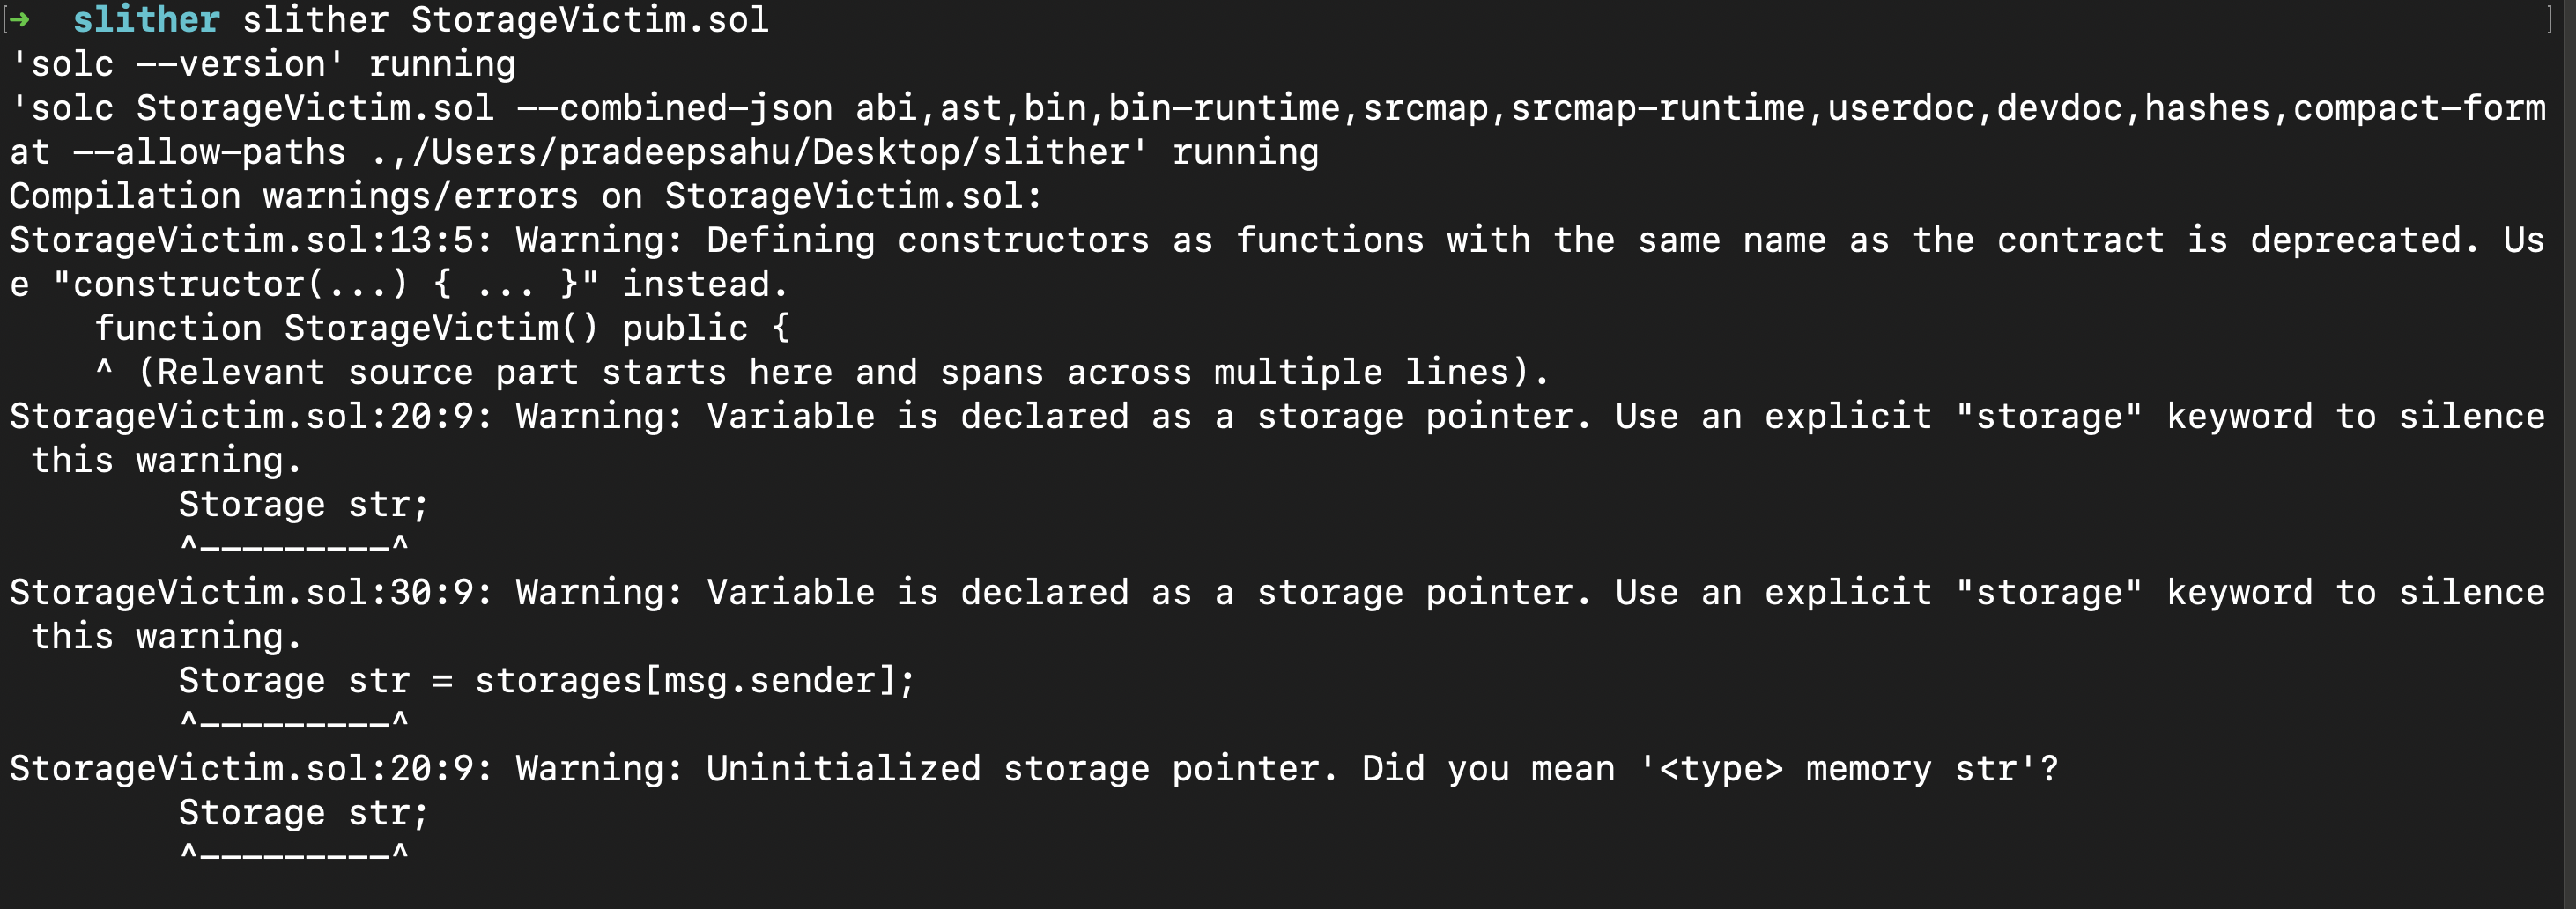 [➜  slither slither StorageVictim.sol ]
'solc --version' running
'solc StorageVictim.sol --combined-json abi,ast,bin,bin-runtime,srcmap,srcmap-runtime,userdoc,devdoc,hashes,compact-form
at --allow-paths .,/Users/pradeepsahu/Desktop/slither' running
Compilation warnings/errors on StorageVictim.sol:
StorageVictim.sol:13:5: Warning: Defining constructors as functions with the same name as the contract is deprecated. Us
e "constructor(...) { ... }" instead.
    function StorageVictim() public {
    ^ (Relevant source part starts here and spans across multiple lines).
StorageVictim.sol:20:9: Warning: Variable is declared as a storage pointer. Use an explicit "storage" keyword to silence
 this warning.
        Storage str;
        ^---------^
StorageVictim.sol:30:9: Warning: Variable is declared as a storage pointer. Use an explicit "storage" keyword to silence
 this warning.
        Storage str = storages[msg.sender];
        ^---------^
StorageVictim.sol:20:9: Warning: Uninitialized storage pointer. Did you mean '<type> memory str'?
        Storage str;
        ^---------^